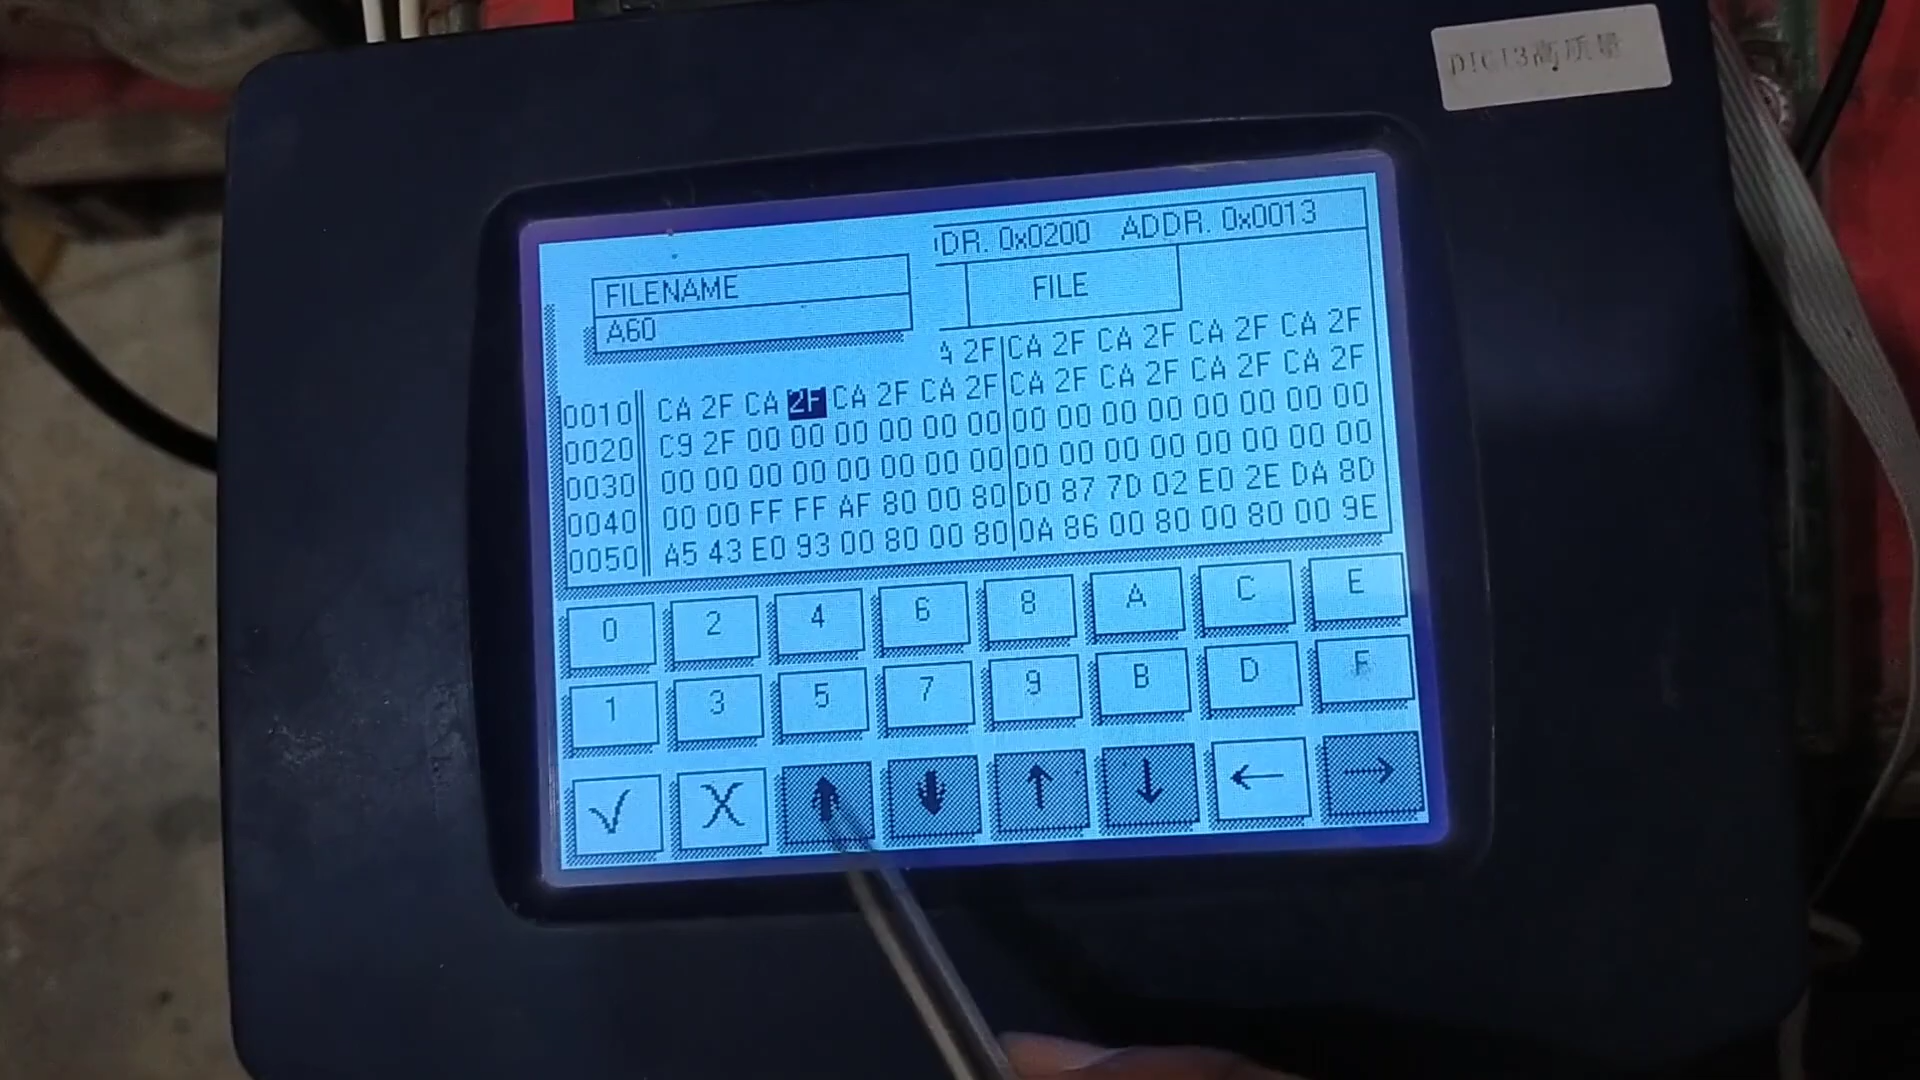 DIGI3高质量
DR. 0x0200 ADDR. 0x0013
FILENAME
FILE
A60
2F CA 2F CA 2F CA 2F CA 2F
0010 CA 2F CA 2F CA 2F CA 2F CA 2F CA 2F CA 2F CA 2F
0020 C9 2F 00 00 00 00 00 00 00 00 00 00 00 00 00 00
0030 00 00 00 00 00 00 00 00 00 00 00 00 00 00 00 00
0040 00 00 FF FF AF 80 00 80 D0 87 7D 02 E0 2E DA 8D
0050 A5 43 E0 93 00 80 00 80 0A 86 00 80 00 80 00 9E
0 2 4 6 8 A C E
1 3 5 7 9 B D F
√ X ↑ ↓ ↑ ↓ ← →